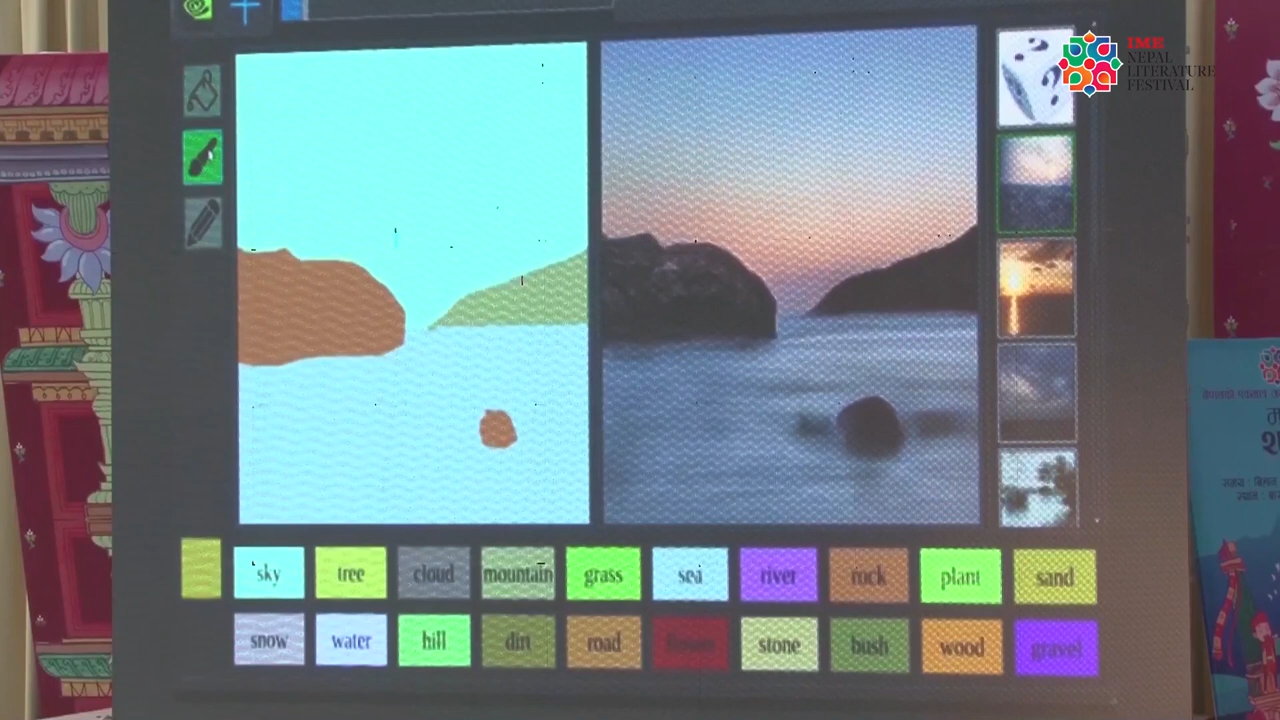 IME
NEPAL
LITERATURE
FESTIVAL
sky tree cloud mountain grass sea river rock plant sand
snow water hill dirt road stone bush wood gravel